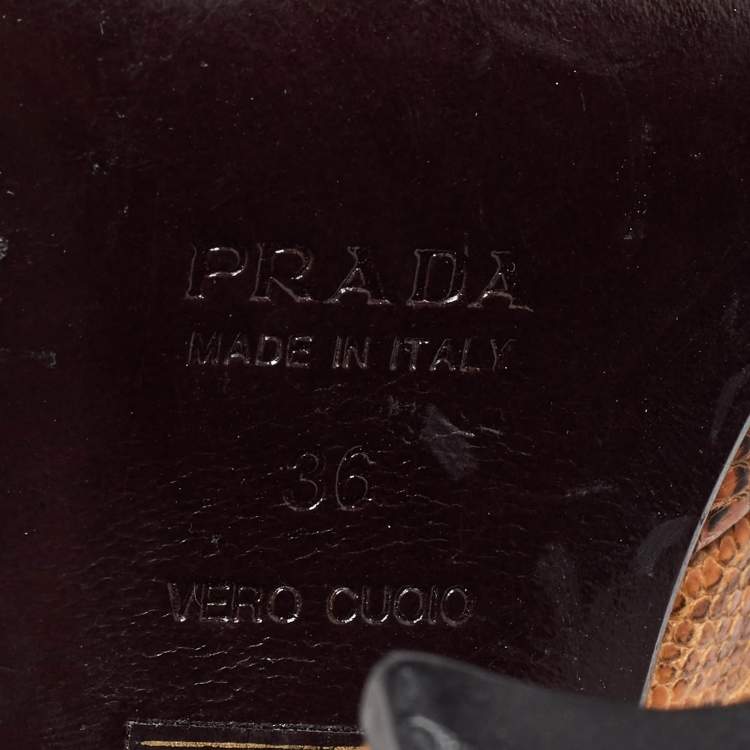 PRADA
MADE IN ITALY
36
VERO CUOIO